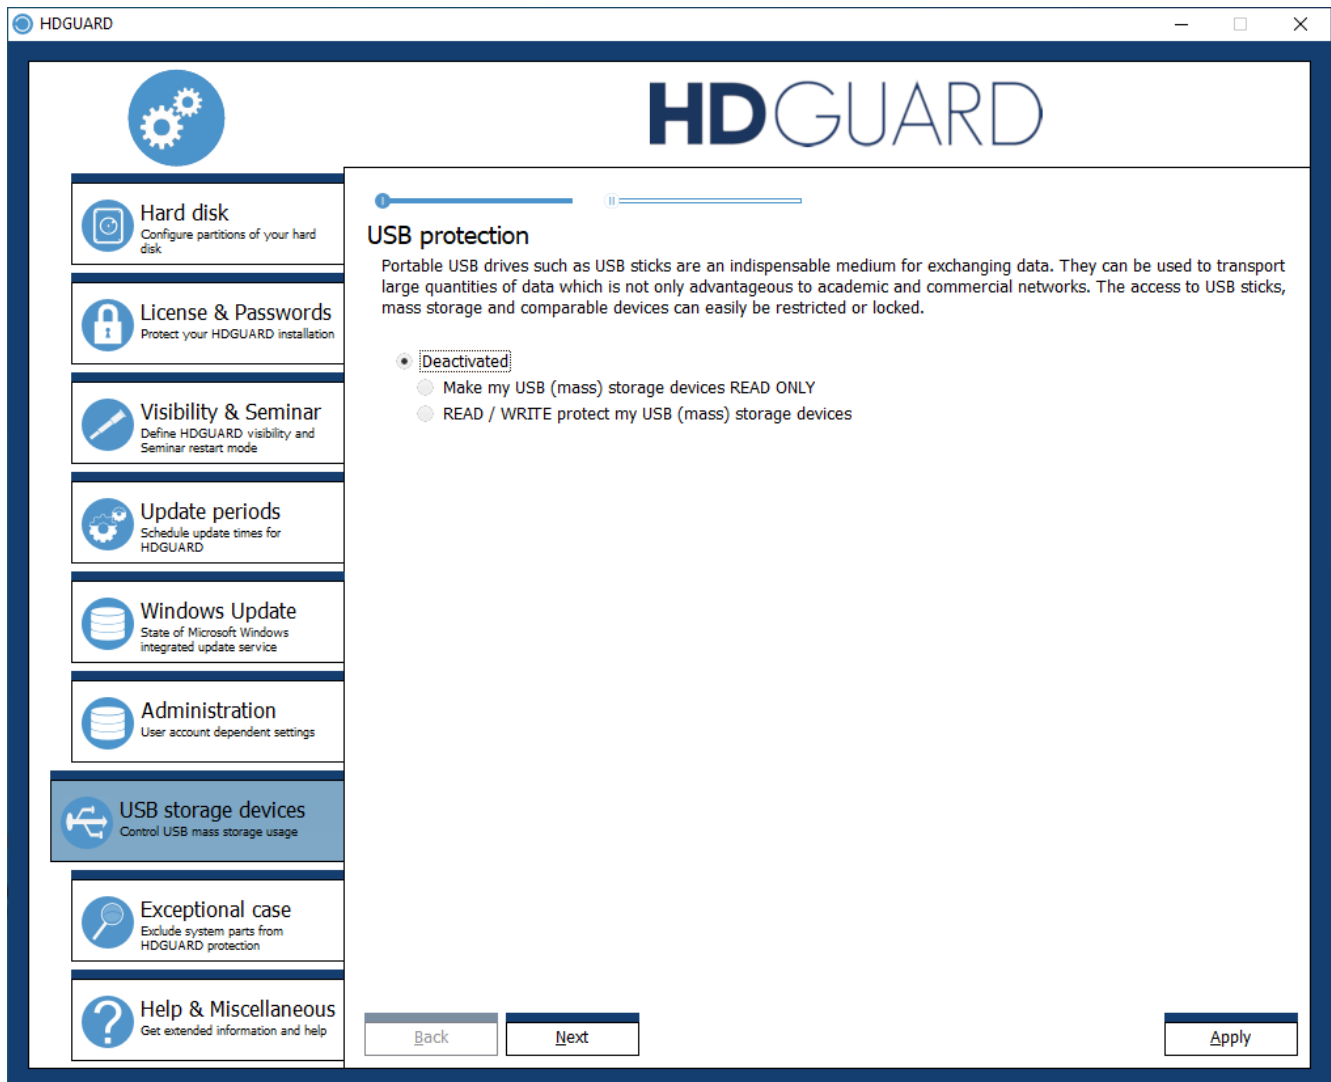 HDGUARD
HDGUARD
Hard disk
Configure partitions of your hard
disk
License & Passwords
Protect your HDGUARD installation
Visibility & Seminar
Define HDGUARD visibility and
Seminar restart mode
Update periods
Schedule update times for
HDGUARD
Windows Update
State of Microsoft Windows
integrated update service
Administration
User account dependent settings
USB storage devices
Control USB mass storage usage
Exceptional case
Exclude system parts from
HDGUARD protection
Help & Miscellaneous
Get extended information and help
I II
USB protection
Portable USB drives such as USB sticks are an indispensable medium for exchanging data. They can be used to transport
large quantities of data which is not only advantageous to academic and commercial networks. The access to USB sticks,
mass storage and comparable devices can easily be restricted or locked.
Deactivated
Make my USB (mass) storage devices READ ONLY
READ / WRITE protect my USB (mass) storage devices
Back Next Apply